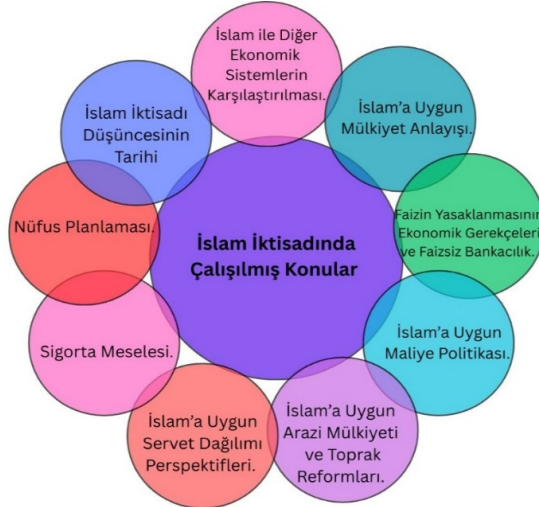 İslam ile Diğer
Ekonomik
Sistemlerin
Karşılaştırılması.
İslam'a Uygun
Mülkiyet Anlayışı.
Faizin Yasaklanmasının
Ekonomik Gerekçeleri
ve Faizsiz Bankacılık.
İslam'a Uygun
Maliye Politikası.
İslam'a Uygun
Arazi Mülkiyeti
ve Toprak
Reformları.
İslam'a Uygun
Servet Dağılımı
Perspektifleri.
Sigorta Meselesi.
Nüfus Planlaması.
İslam İktisadı
Düşüncesinin
Tarihi
İslam İktisadında
Çalışılmış Konular